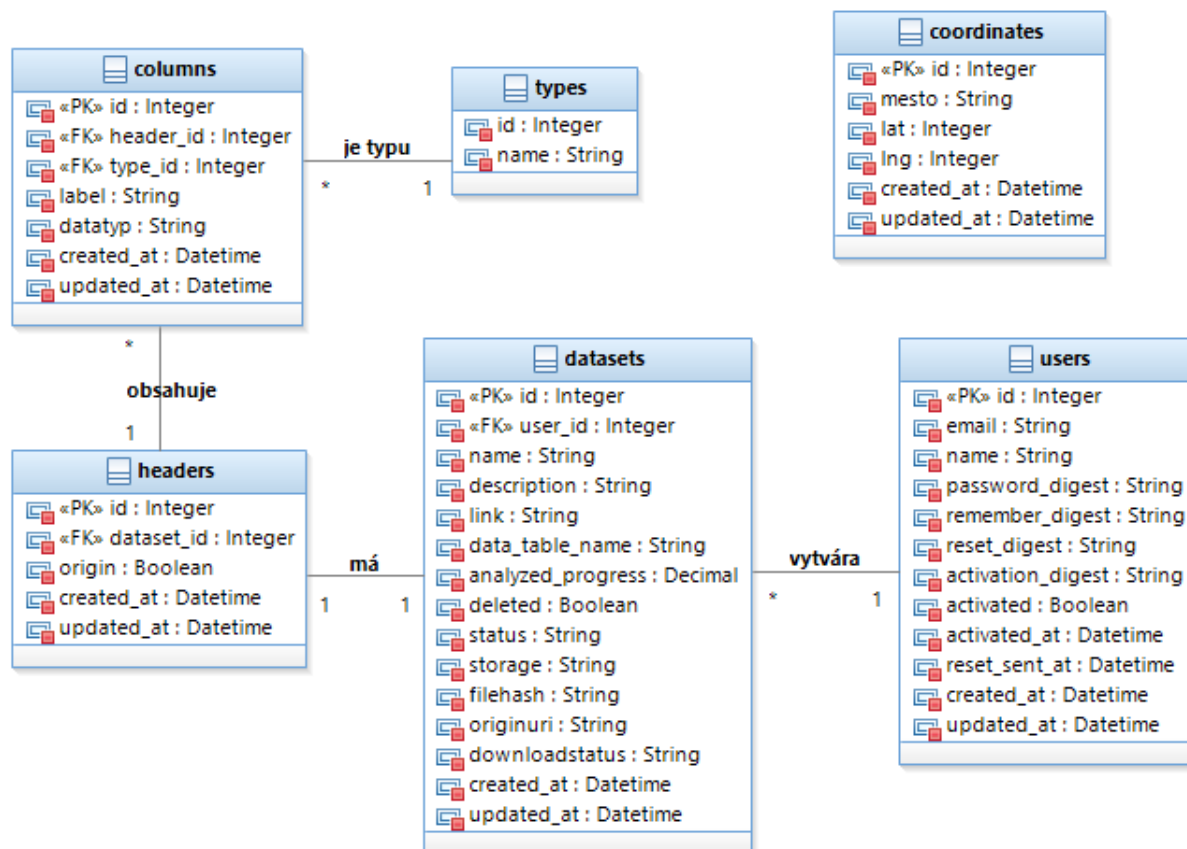 columns
«PK» id : Integer
«FK» header_id : Integer
«FK» type_id : Integer
label : String
datatyp : String
created_at : Datetime
updated_at : Datetime
je typu
*
1
types
id : Integer
name : String
coordinates
«PK» id : Integer
mesto : String
lat : Integer
lng : Integer
created_at : Datetime
updated_at : Datetime
*
obsahuje
1
headers
«PK» id : Integer
«FK» dataset_id : Integer
origin : Boolean
created_at : Datetime
updated_at : Datetime
má
1
1
datasets
«PK» id : Integer
«FK» user_id : Integer
name : String
description : String
link : String
data_table_name : String
analyzed_progress : Decimal
deleted : Boolean
status : String
storage : String
filehash : String
originuri : String
downloadstatus : String
created_at : Datetime
updated_at : Datetime
vytvára
*
1
users
«PK» id : Integer
email : String
name : String
password_digest : String
remember_digest : String
reset_digest : String
activation_digest : String
activated : Boolean
activated_at : Datetime
reset_sent_at : Datetime
created_at : Datetime
updated_at : Datetime